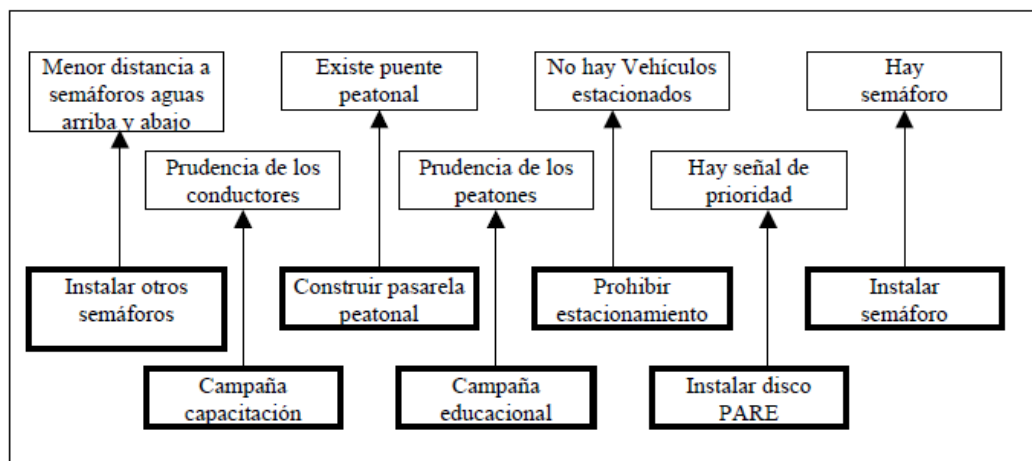 Menor distancia a
semáforos aguas
arriba y abajo
Existe puente
peatonal
No hay Vehículos
estacionados
Hay
semáforo
Prudencia de los
conductores
Prudencia de los
peatones
Hay señal de
prioridad
Instalar otros
semáforos
Construir pasarela
peatonal
Prohibir
estacionamiento
Instalar
semáforo
Campaña
capacitación
Campaña
educacional
Instalar disco
PARE